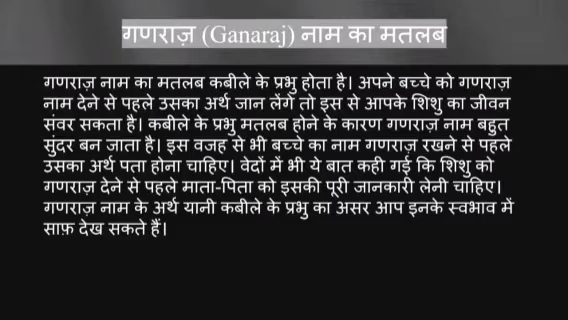 गणराज़ (Ganaraj) नाम का मतलब
गणराज़ नाम का मतलब कबीले के प्रभु होता है। अपने बच्चे को गणराज़
नाम देने से पहले उसका अर्थ जान लेंगे तो इस से आपके शिशु का जीवन
संवर सकता है। कबीले के प्रभु मतलब होने के कारण गणराज़ नाम बहुत
सुंदर बन जाता है। इस वजह से भी बच्चे का नाम गणराज़ रखने से पहले
उसका अर्थ पता होना चाहिए। वेदों में भी ये बात कही गई कि शिशु को
गणराज़ देने से पहले माता-पिता को इसकी पूरी जानकारी लेनी चाहिए।
गणराज़ नाम के अर्थ यानी कबीले के प्रभु का असर आप इनके स्वभाव में
साफ़ देख सकते हैं।